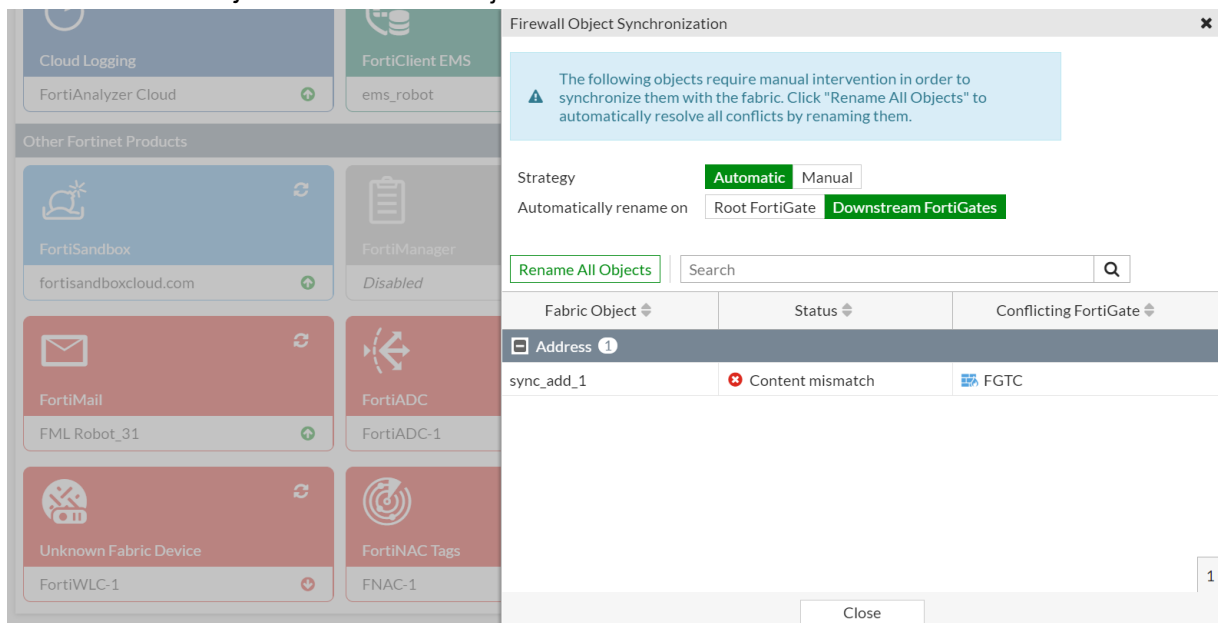 Cloud Logging
FortiClient EMS
FortiAnalyzer Cloud
ems_robot
Other Fortinet Products
FortiSandbox
FortiManager
fortisandboxcloud.com
Disabled
FortiMail
FortiADC
FML Robot_31
FortiADC-1
Unknown Fabric Device
FortiNAC Tags
FortiWLC-1
FNAC-1
Firewall Object Synchronization
The following objects require manual intervention in order to
synchronize them with the fabric. Click "Rename All Objects" to
automatically resolve all conflicts by renaming them.
Strategy Automatic Manual
Automatically rename on Root FortiGate Downstream FortiGates
Rename All Objects Search
Fabric Object Status Conflicting FortiGate
Address 1
sync_add_1 Content mismatch FGTC
1
Close